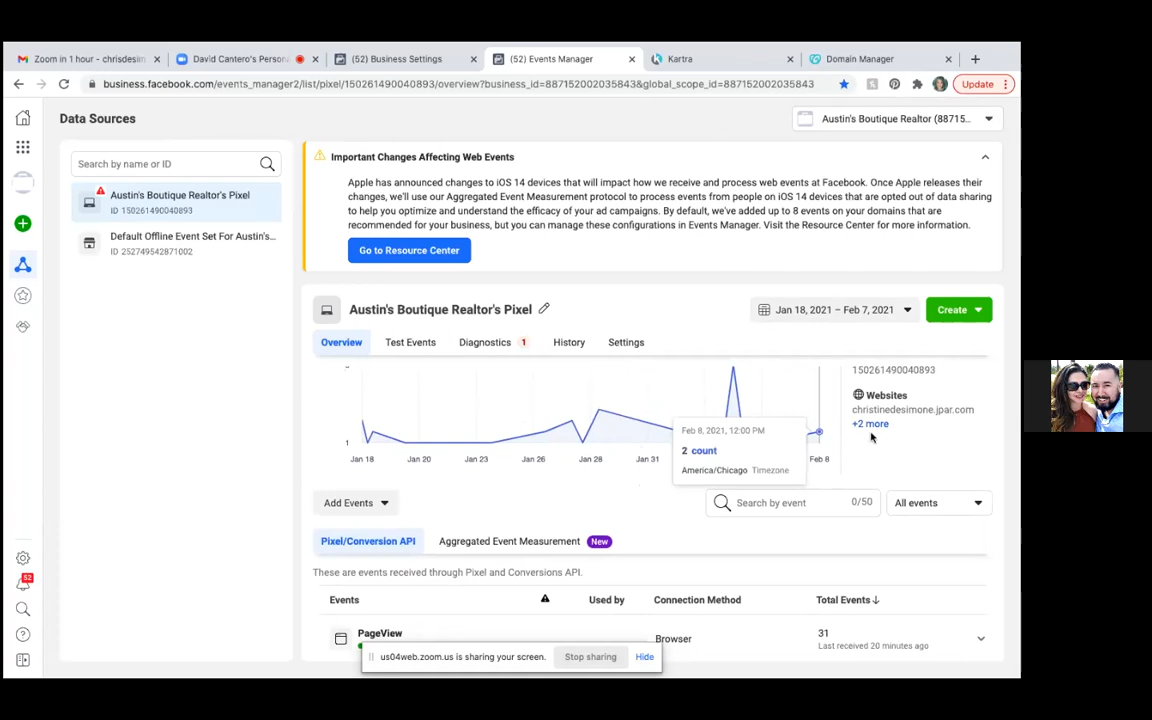 Zoom in 1 hour - chrisdesim
David Cantero's Persona
(52) Business Settings
(52) Events Manager
Kartra
Domain Manager
business.facebook.com/events_manager2/list/pixel/150261490040893/overview?business_id=887152002035843&global_scope_id=887152002035843
Update
Data Sources
Austin's Boutique Realtor (88715...
Search by name or ID
Austin's Boutique Realtor's Pixel
ID 150261490040893
Default Offline Event Set For Austin's...
ID 252749542871002
Important Changes Affecting Web Events
Apple has announced changes to iOS 14 devices that will impact how we receive and process web events at Facebook. Once Apple releases their
changes, we'll use our Aggregated Event Measurement protocol to process events from people on iOS 14 devices that are opted out of data sharing
to help you optimize and understand the efficacy of your ad campaigns. By default, we've added up to 8 events on your domains that are
recommended for your business, but you can manage these configurations in Events Manager. Visit the Resource Center for more information.
Go to Resource Center
Austin's Boutique Realtor's Pixel
Jan 18, 2021 – Feb 7, 2021
Create
Overview
Test Events
Diagnostics 1
History
Settings
150261490040893
Websites
christinedesimone.jpar.com
+2 more
1
Jan 18
Jan 20
Jan 23
Jan 26
Jan 28
Jan 31
Feb 8
Feb 8, 2021, 12:00 PM
2 count
America/Chicago Timezone
Add Events
Search by event
0/50
All events
Pixel/Conversion API
Aggregated Event Measurement New
These are events received through Pixel and Conversions API.
Events
Used by
Connection Method
Total Events
PageView
Browser
31
Last received 20 minutes ago
us04web.zoom.us is sharing your screen.
Stop sharing
Hide
52